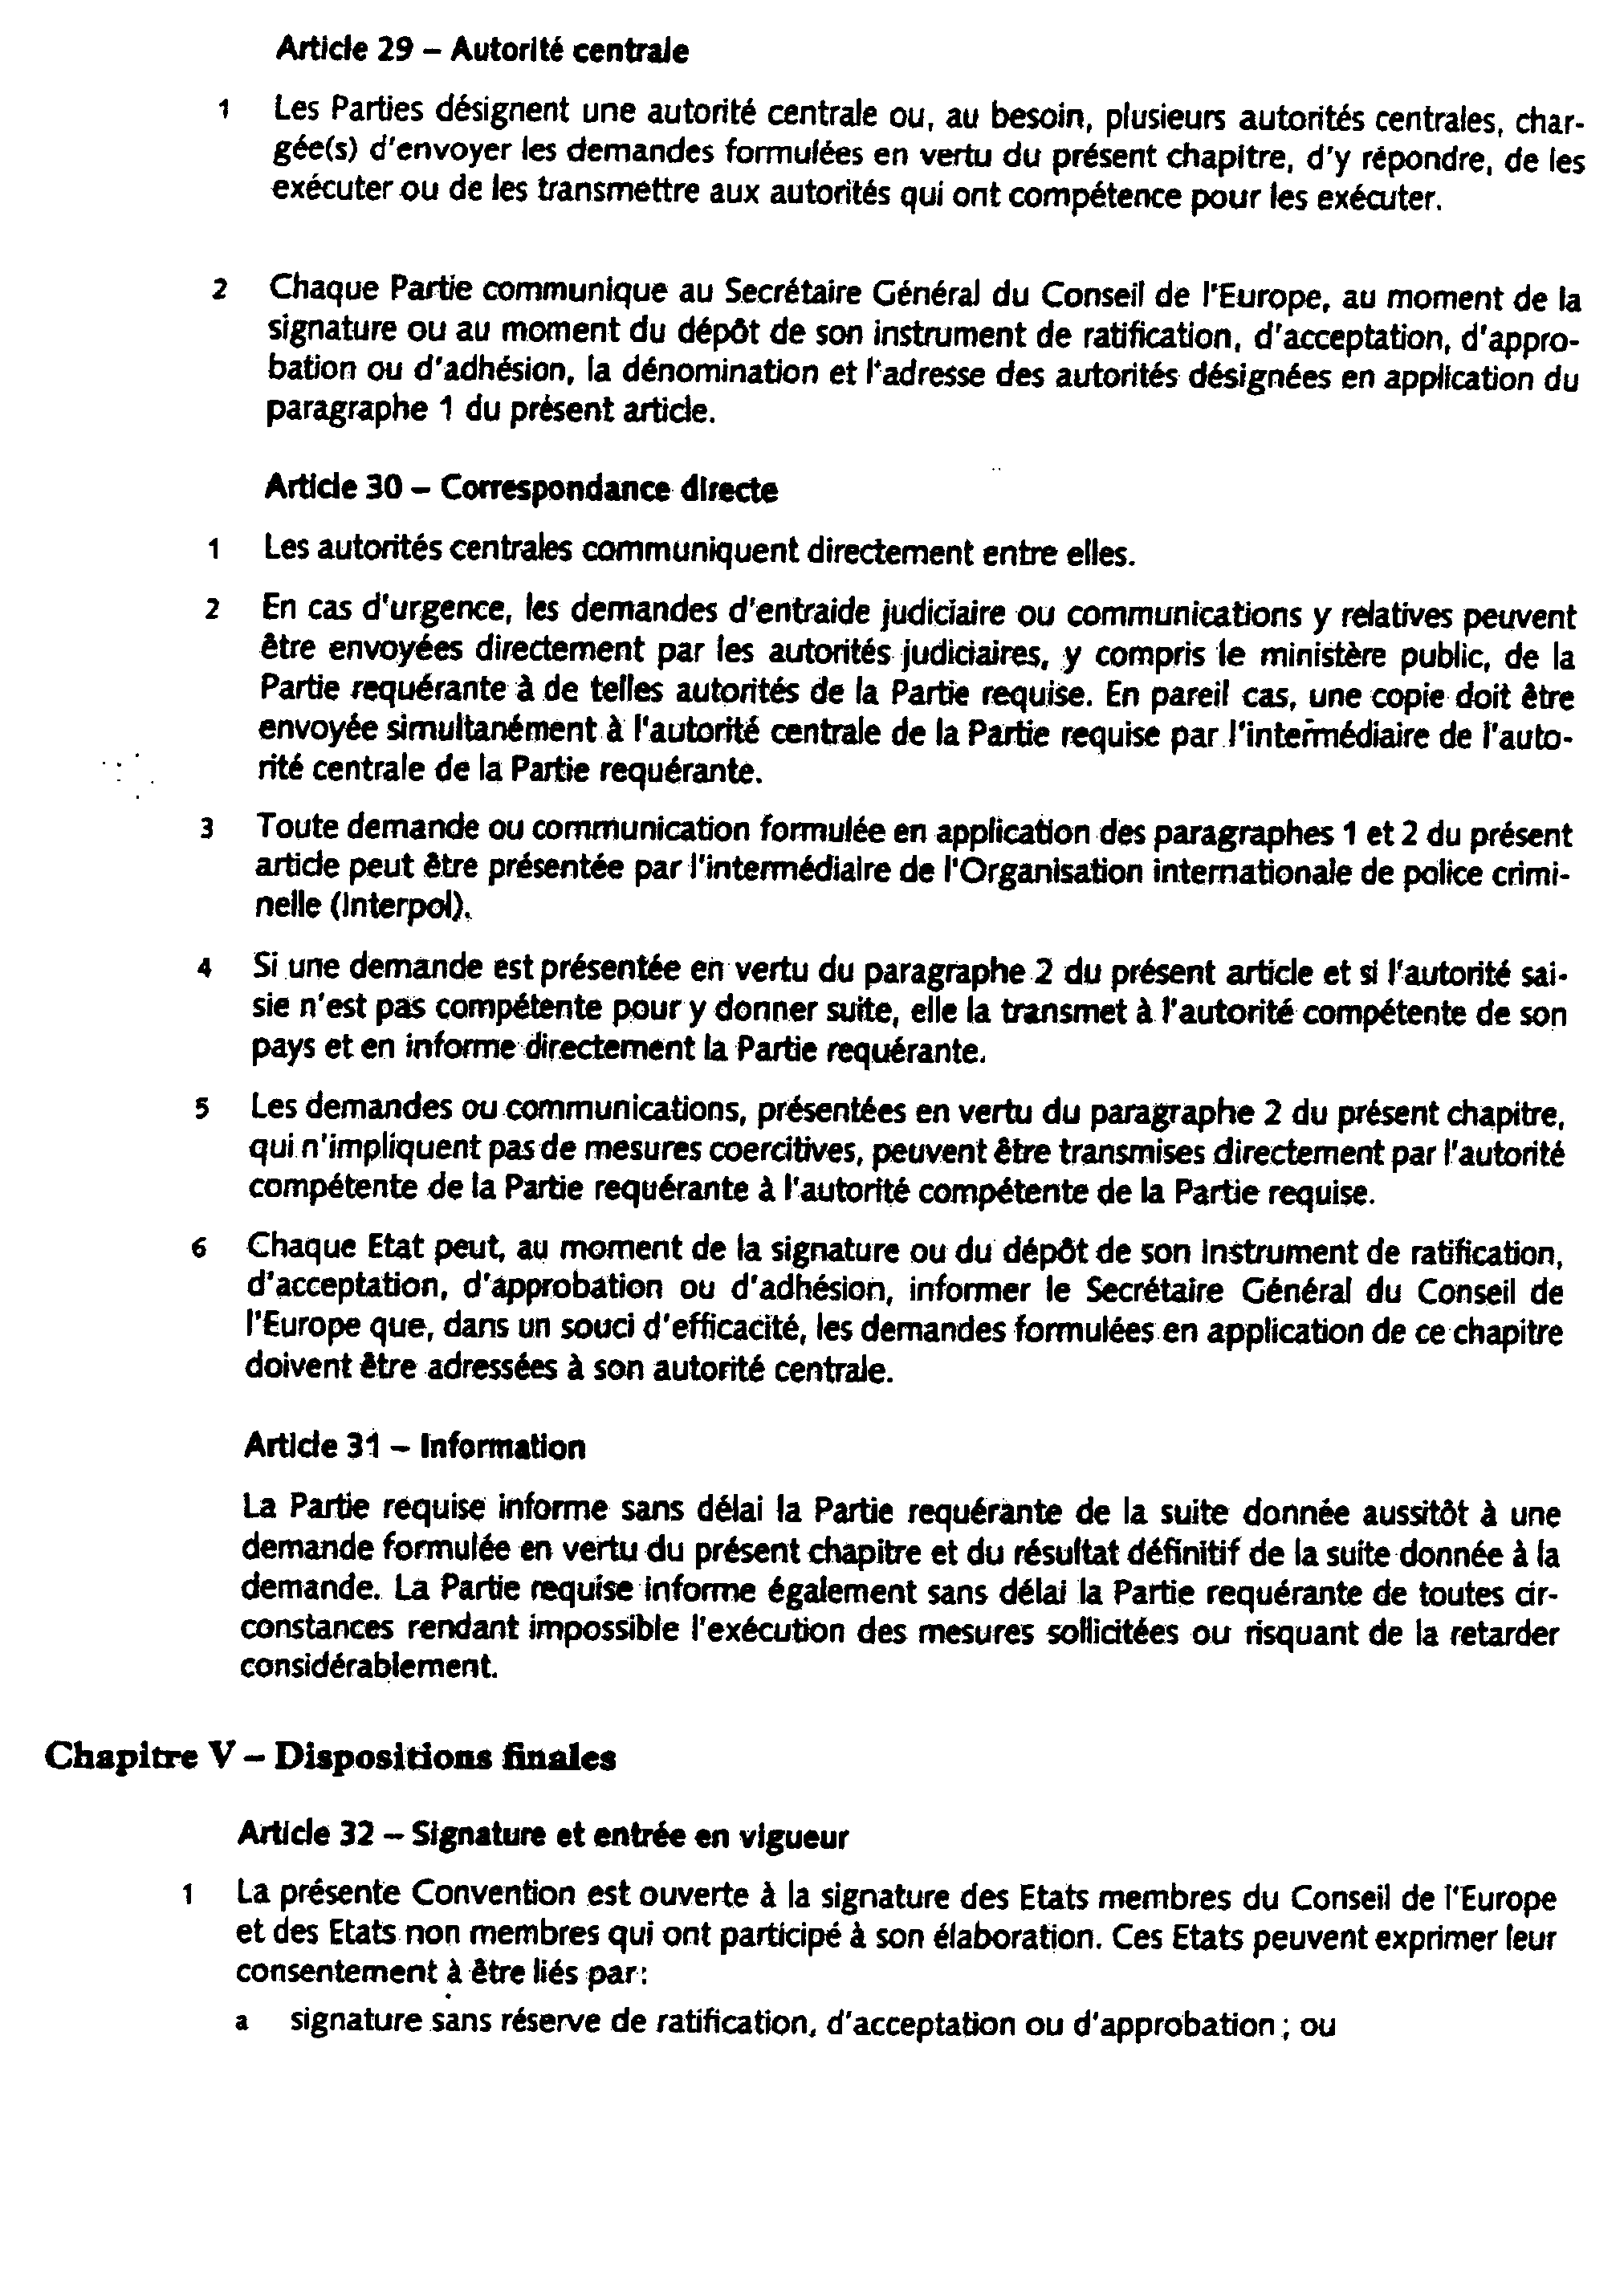 Article 29 – Autorité centrale
1 Les Parties désignent une autorité centrale ou, au besoin, plusieurs autorités centrales, char-
gée(s) d'envoyer les demandes formulées en vertu du présent chapitre, d'y répondre, de les
exécuter ou de les transmettre aux autorités qui ont compétence pour les exécuter.
2 Chaque Partie communique au Secrétaire Général du Conseil de l'Europe, au moment de la
signature ou au moment du dépôt de son instrument de ratification, d'acceptation, d'appro-
bation ou d'adhésion, la dénomination et l'adresse des autorités désignées en application du
paragraphe 1 du présent article.
Article 30 – Correspondance directe
1 Les autorités centrales communiquent directement entre elles.
2 En cas d'urgence, les demandes d'entraide judiciaire ou communications y relatives peuvent
être envoyées directement par les autorités judiciaires, y compris le ministère public, de la
Partie requérante à de telles autorités de la Partie requise. En pareil cas, une copie doit être
envoyée simultanément à l'autorité centrale de la Partie requise par l'intermédiaire de l'auto-
rité centrale de la Partie requérante.
3 Toute demande ou communication formulée en application des paragraphes 1 et 2 du présent
article peut être présentée par l'intermédiaire de l'Organisation internationale de police crimi-
nelle (Interpol).
4 Si une demande est présentée en vertu du paragraphe 2 du présent article et si l'autorité sai-
sie n'est pas compétente pour y donner suite, elle la transmet à l'autorité compétente de son
pays et en informe directement la Partie requérante.
5 Les demandes ou communications, présentées en vertu du paragraphe 2 du présent chapitre,
qui n'impliquent pas de mesures coercitives, peuvent être transmises directement par l'autorité
compétente de la Partie requérante à l'autorité compétente de la Partie requise.
6 Chaque Etat peut, au moment de la signature ou du dépôt de son instrument de ratification,
d'acceptation, d'approbation ou d'adhésion, informer le Secrétaire Général du Conseil de
l'Europe que, dans un souci d'efficacité, les demandes formulées en application de ce chapitre
doivent être adressées à son autorité centrale.
Article 31 – Information
La Partie requise informe sans délai la Partie requérante de la suite donnée aussitôt à une
demande formulée en vertu du présent chapitre et du résultat définitif de la suite donnée à la
demande. La Partie requise informe également sans délai la Partie requérante de toutes cir-
constances rendant impossible l'exécution des mesures sollicitées ou risquant de la retarder
considérablement.
Chapitre V – Dispositions finales
Article 32 – Signature et entrée en vigueur
1 La présente Convention est ouverte à la signature des Etats membres du Conseil de l'Europe
et des Etats non membres qui ont participé à son élaboration. Ces Etats peuvent exprimer leur
consentement à être liés par :
a signature sans réserve de ratification, d'acceptation ou d'approbation ; ou